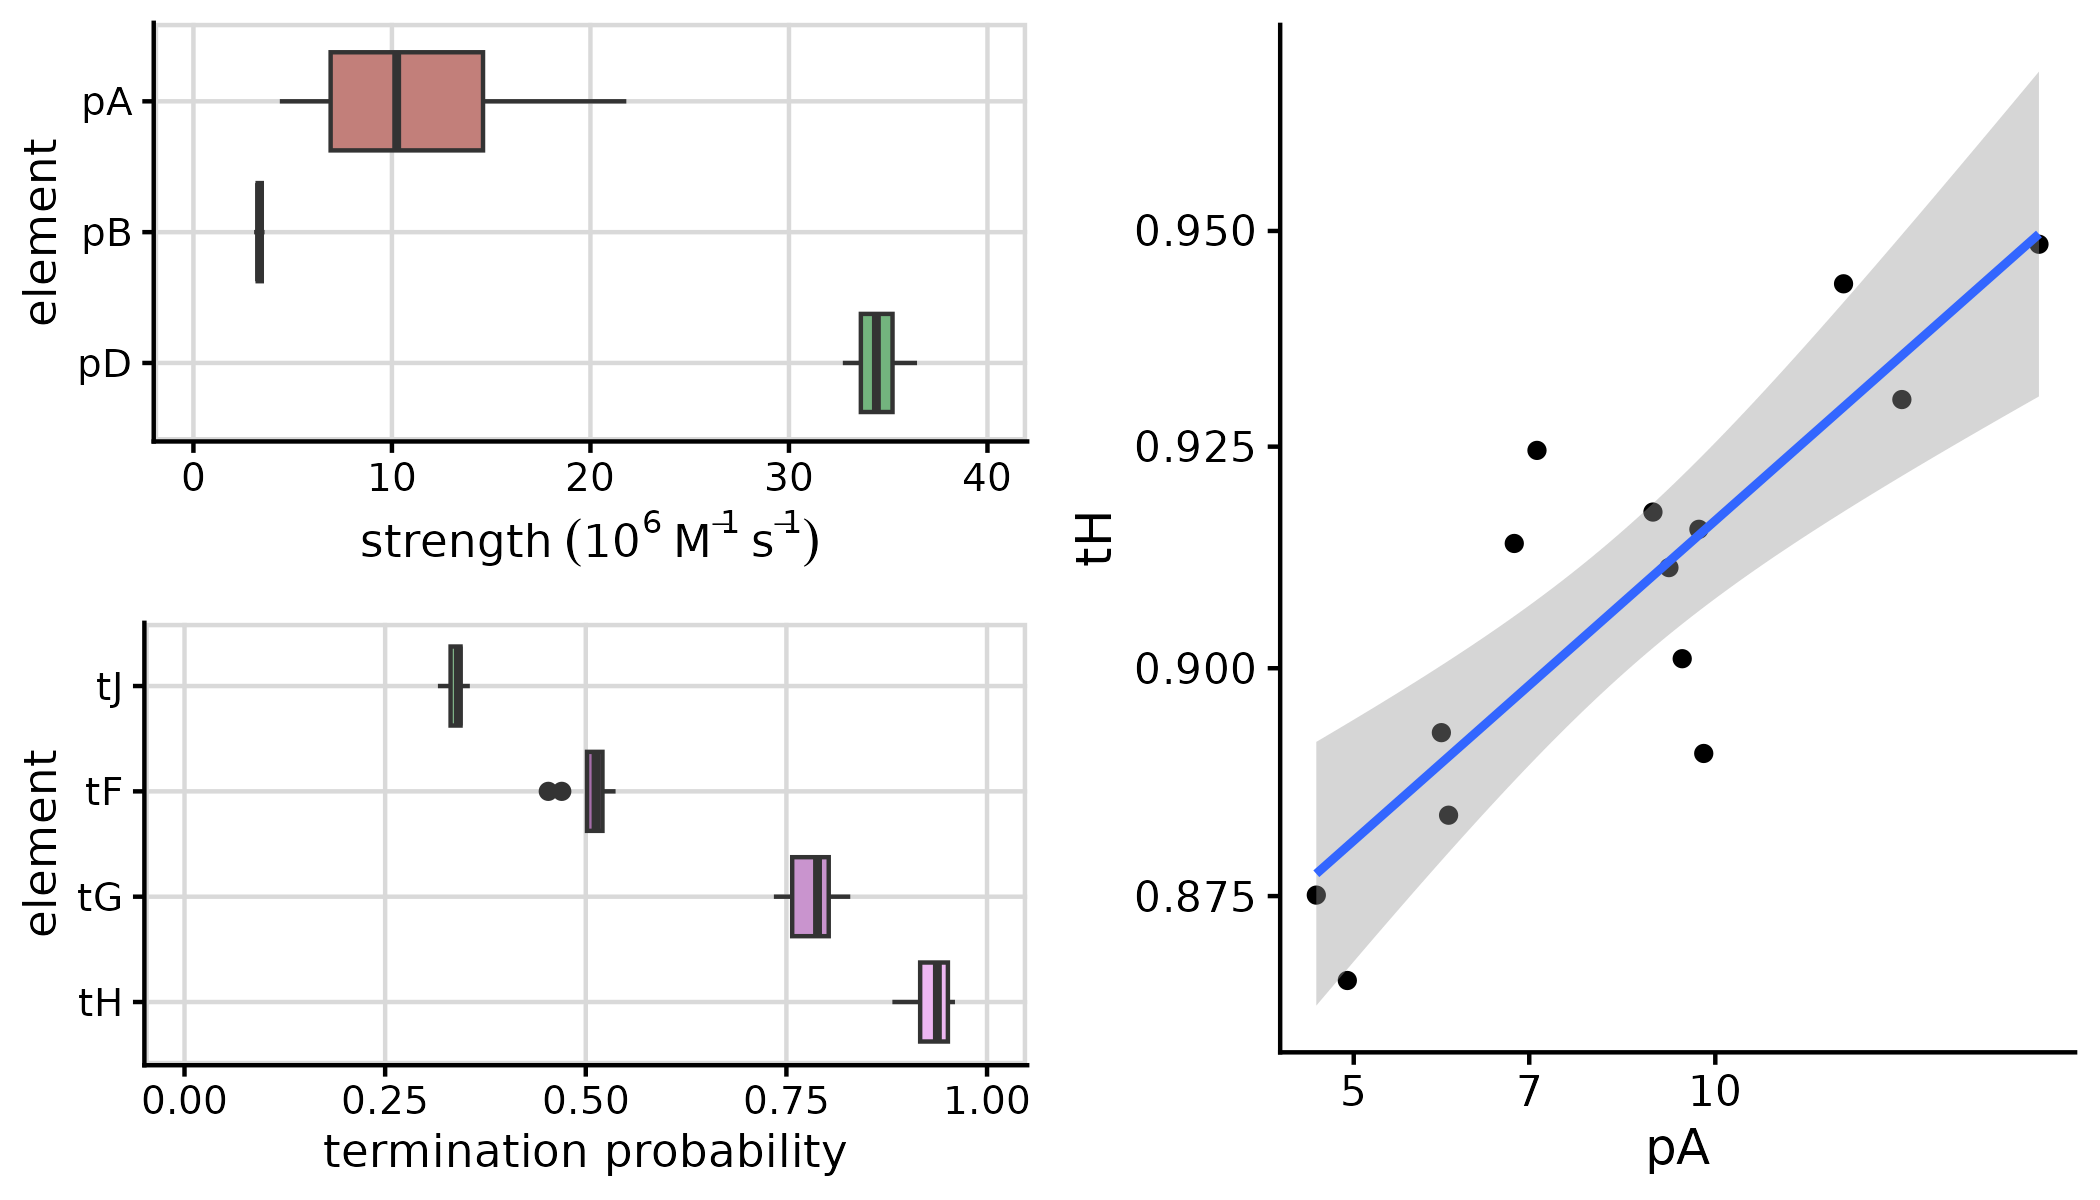 element
pA
pB
pD
0 10 20 30 40
strength (10⁶ M⁻¹ s⁻¹)
element
tJ
tF
tG
tH
0.00 0.25 0.50 0.75 1.00
termination probability
tH
0.950
0.925
0.900
0.875
5 7 10
pA